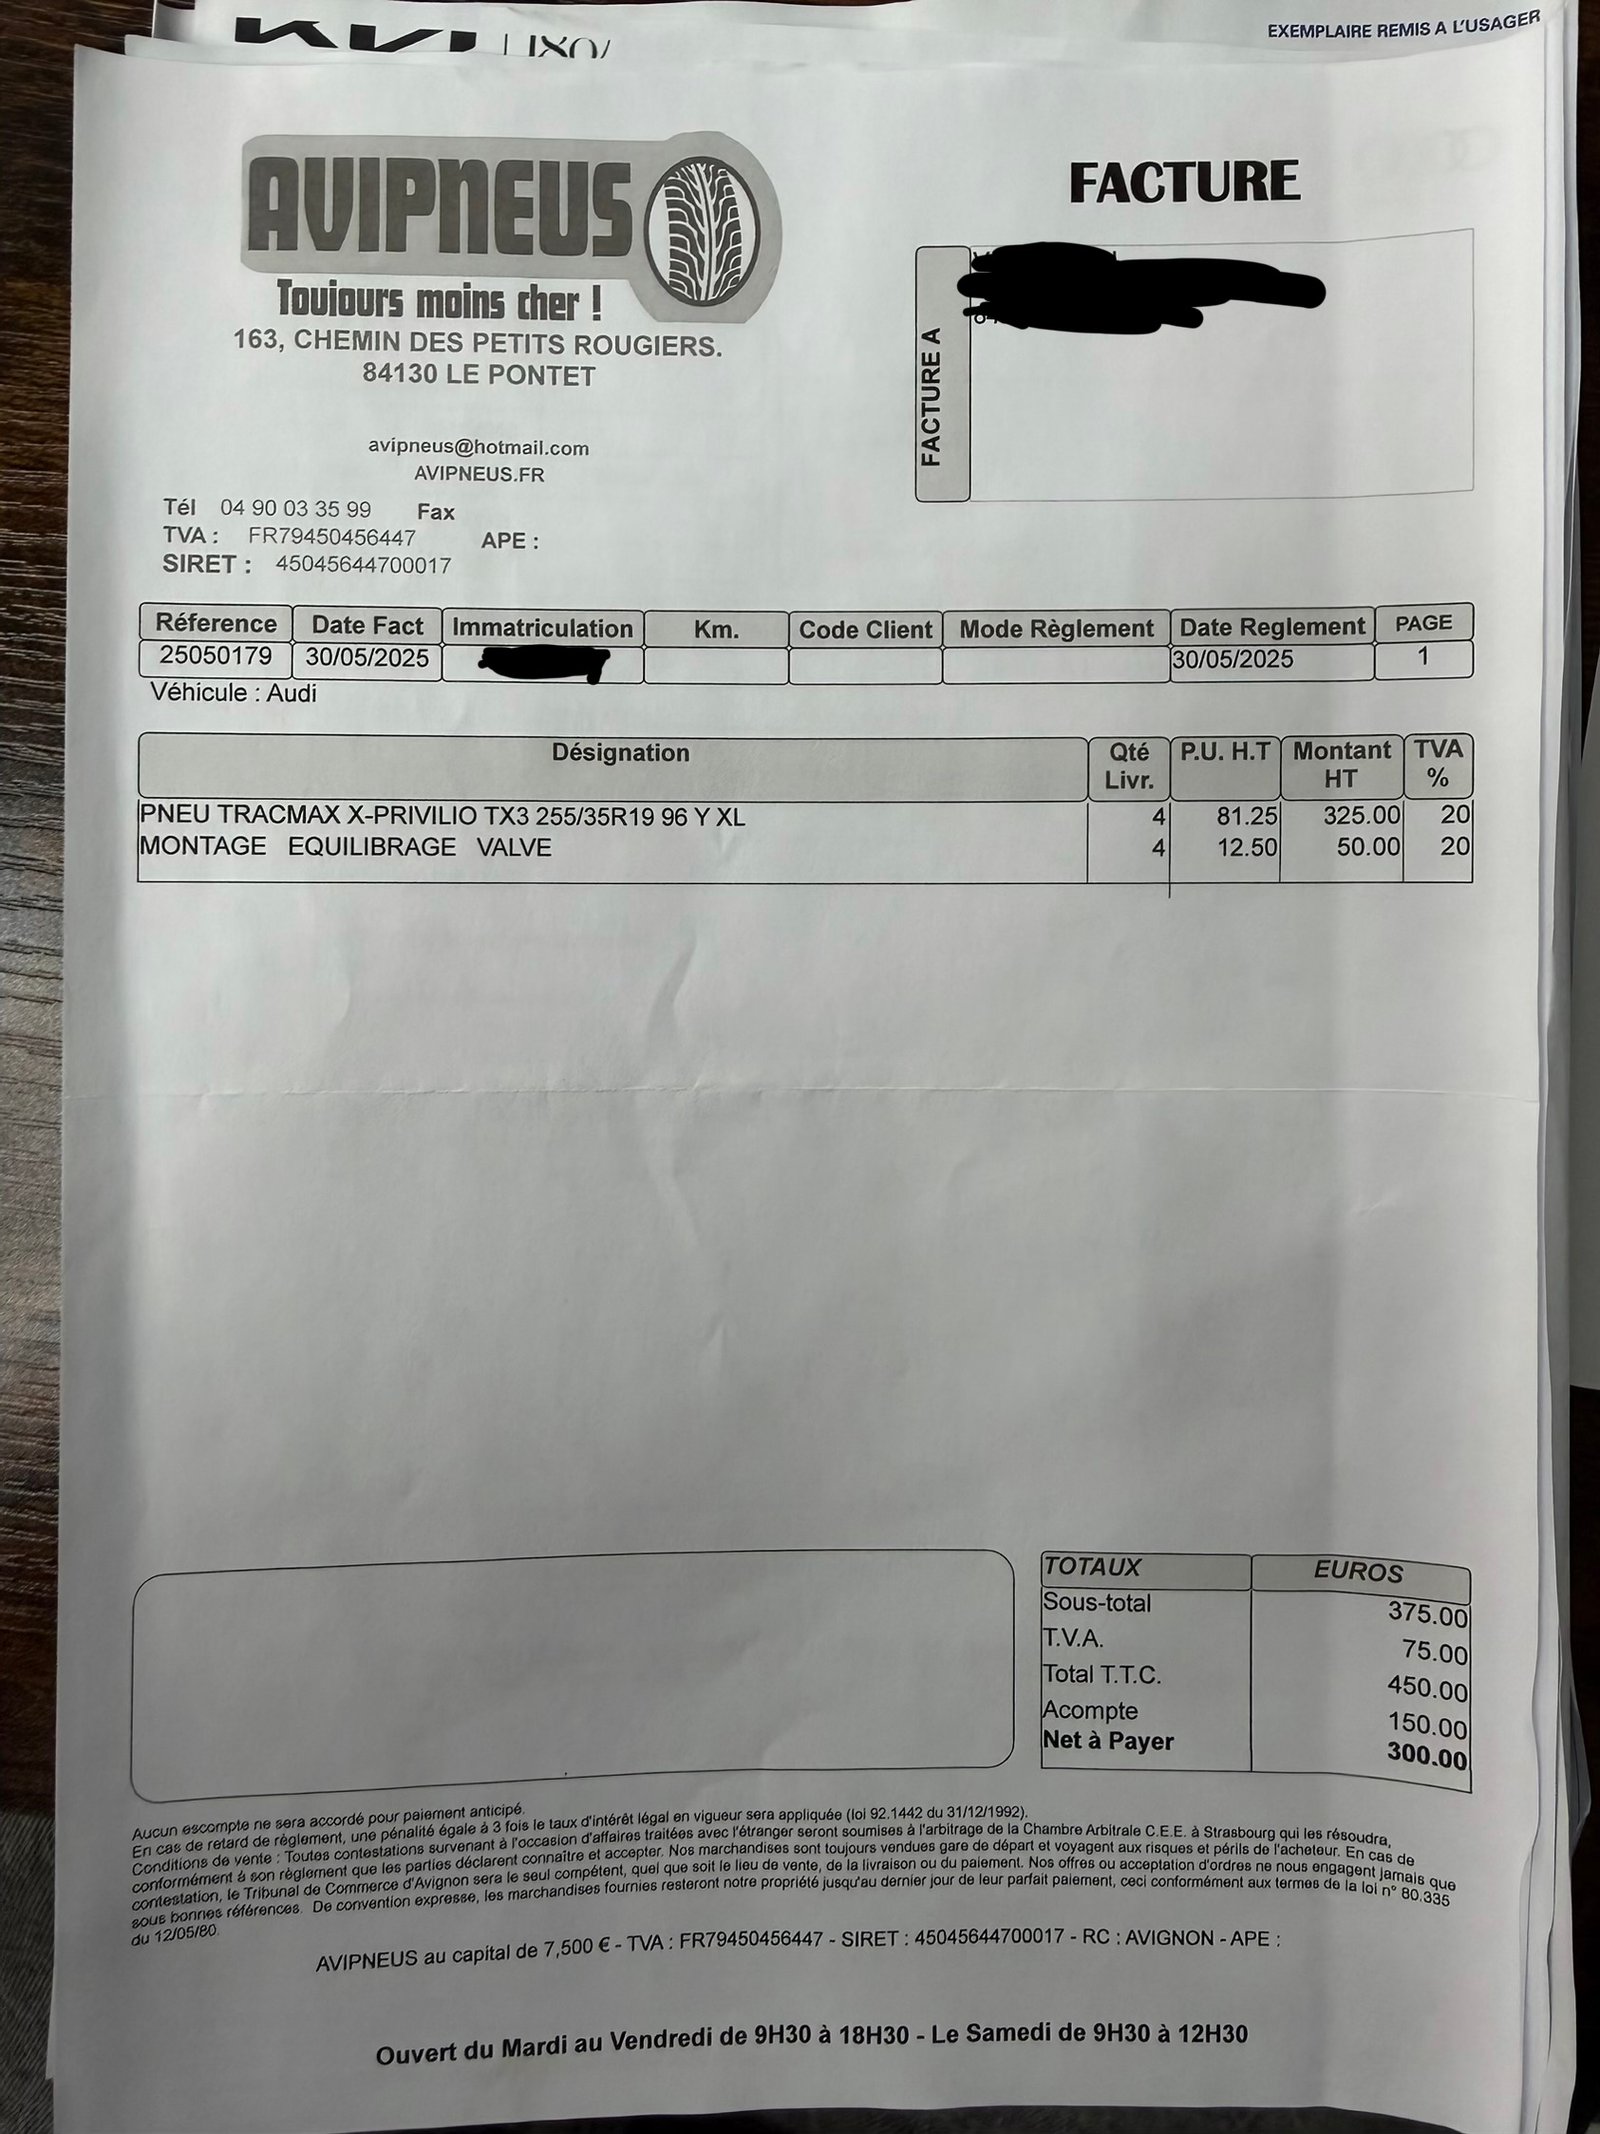 EXEMPLAIRE REMIS A L'USAGER
AVIPNEUS
Toujours moins cher !
163, CHEMIN DES PETITS ROUGIERS.
84130 LE PONTET
avipneus@hotmail.com
AVIPNEUS.FR
Tél 04 90 03 35 99 Fax
TVA : FR79450456447 APE :
SIRET : 45045644700017
FACTURE
FACTURE A
Réference Date Fact Immatriculation Km. Code Client Mode Règlement Date Reglement PAGE
25050179 30/05/2025 30/05/2025 1
Véhicule : Audi
Désignation Qté Livr. P.U. H.T Montant HT TVA %
PNEU TRACMAX X-PRIVILIO TX3 255/35R19 96 Y XL 4 81.25 325.00 20
MONTAGE EQUILIBRAGE VALVE 4 12.50 50.00 20
TOTAUX EUROS
Sous-total 375.00
T.V.A. 75.00
Total T.T.C. 450.00
Acompte 150.00
Net à Payer 300.00
Aucun escompte ne sera accordé pour paiement anticipé.
En cas de retard de règlement, une pénalité égale à 3 fois le taux d'intérêt légal en vigueur sera appliquée (loi 92.1442 du 31/12/1992).
Conditions de vente : Toutes contestations survenant à l'occasion d'affaires traitées avec l'étranger seront soumises à l'arbitrage de la Chambre Arbitrale C.E.E. à Strasbourg qui les résoudra,
conformément à son règlement que les parties déclarent connaître et accepter. Nos marchandises sont toujours vendues gare de départ et voyagent aux risques et périls de l'acheteur. En cas de
contestation, le Tribunal de Commerce d'Avignon sera le seul compétent, quel que soit le lieu de vente, de la livraison ou du paiement. Nos offres ou acceptation d'ordres ne nous engagent jamais que
sous bonnes références. De convention expresse, les marchandises fournies resteront notre propriété jusqu'au dernier jour de leur parfait paiement, ceci conformément aux termes de la loi n° 80.335
du 12/05/80.
AVIPNEUS au capital de 7,500 € - TVA : FR79450456447 - SIRET : 45045644700017 - RC : AVIGNON - APE :
Ouvert du Mardi au Vendredi de 9H30 à 18H30 - Le Samedi de 9H30 à 12H30